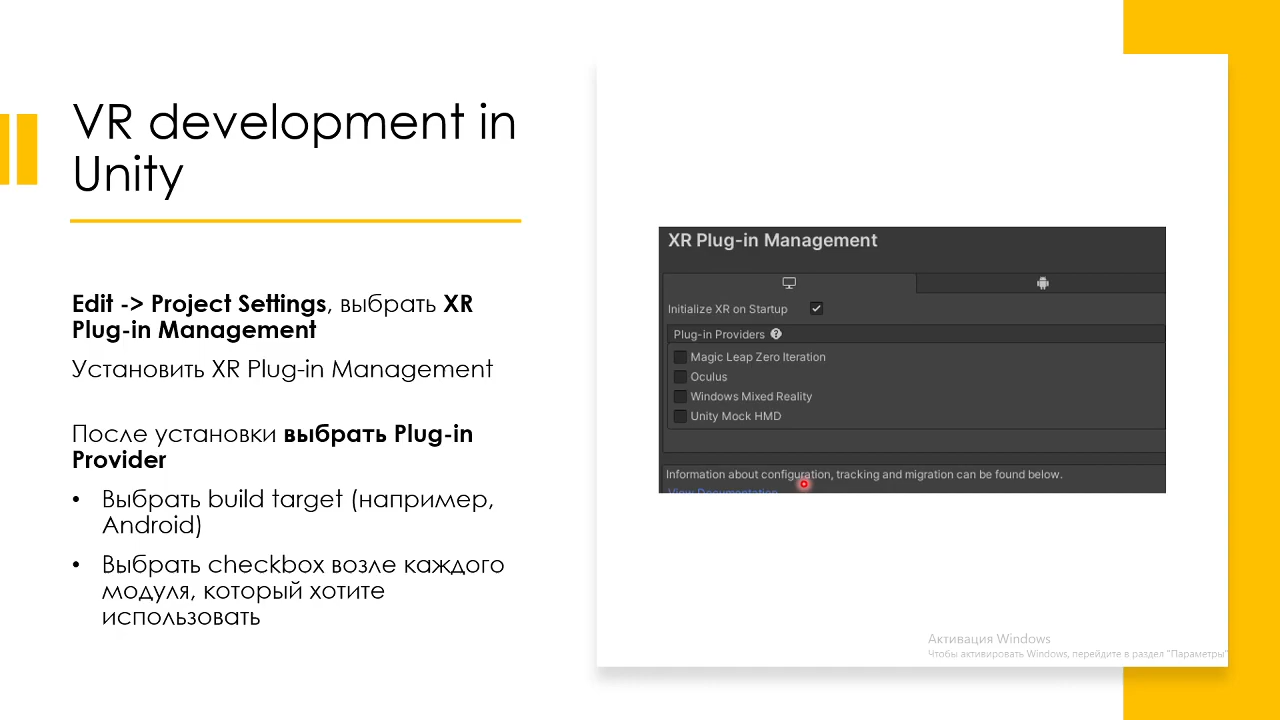 VR development in
Unity
Edit -> Project Settings, выбрать XR
Plug-in Management
Установить XR Plug-in Management
После установки выбрать Plug-in
Provider
• Выбрать build target (например,
Android)
• Выбрать checkbox возле каждого
модуля, который хотите
использовать
XR Plug-in Management
Initialize XR on Startup
Plug-in Providers
Magic Leap Zero Iteration
Oculus
Windows Mixed Reality
Unity Mock HMD
Information about configuration, tracking and migration can be found below.
View Documentation
Активация Windows
Чтобы активировать Windows, перейдите в раздел "Параметры"